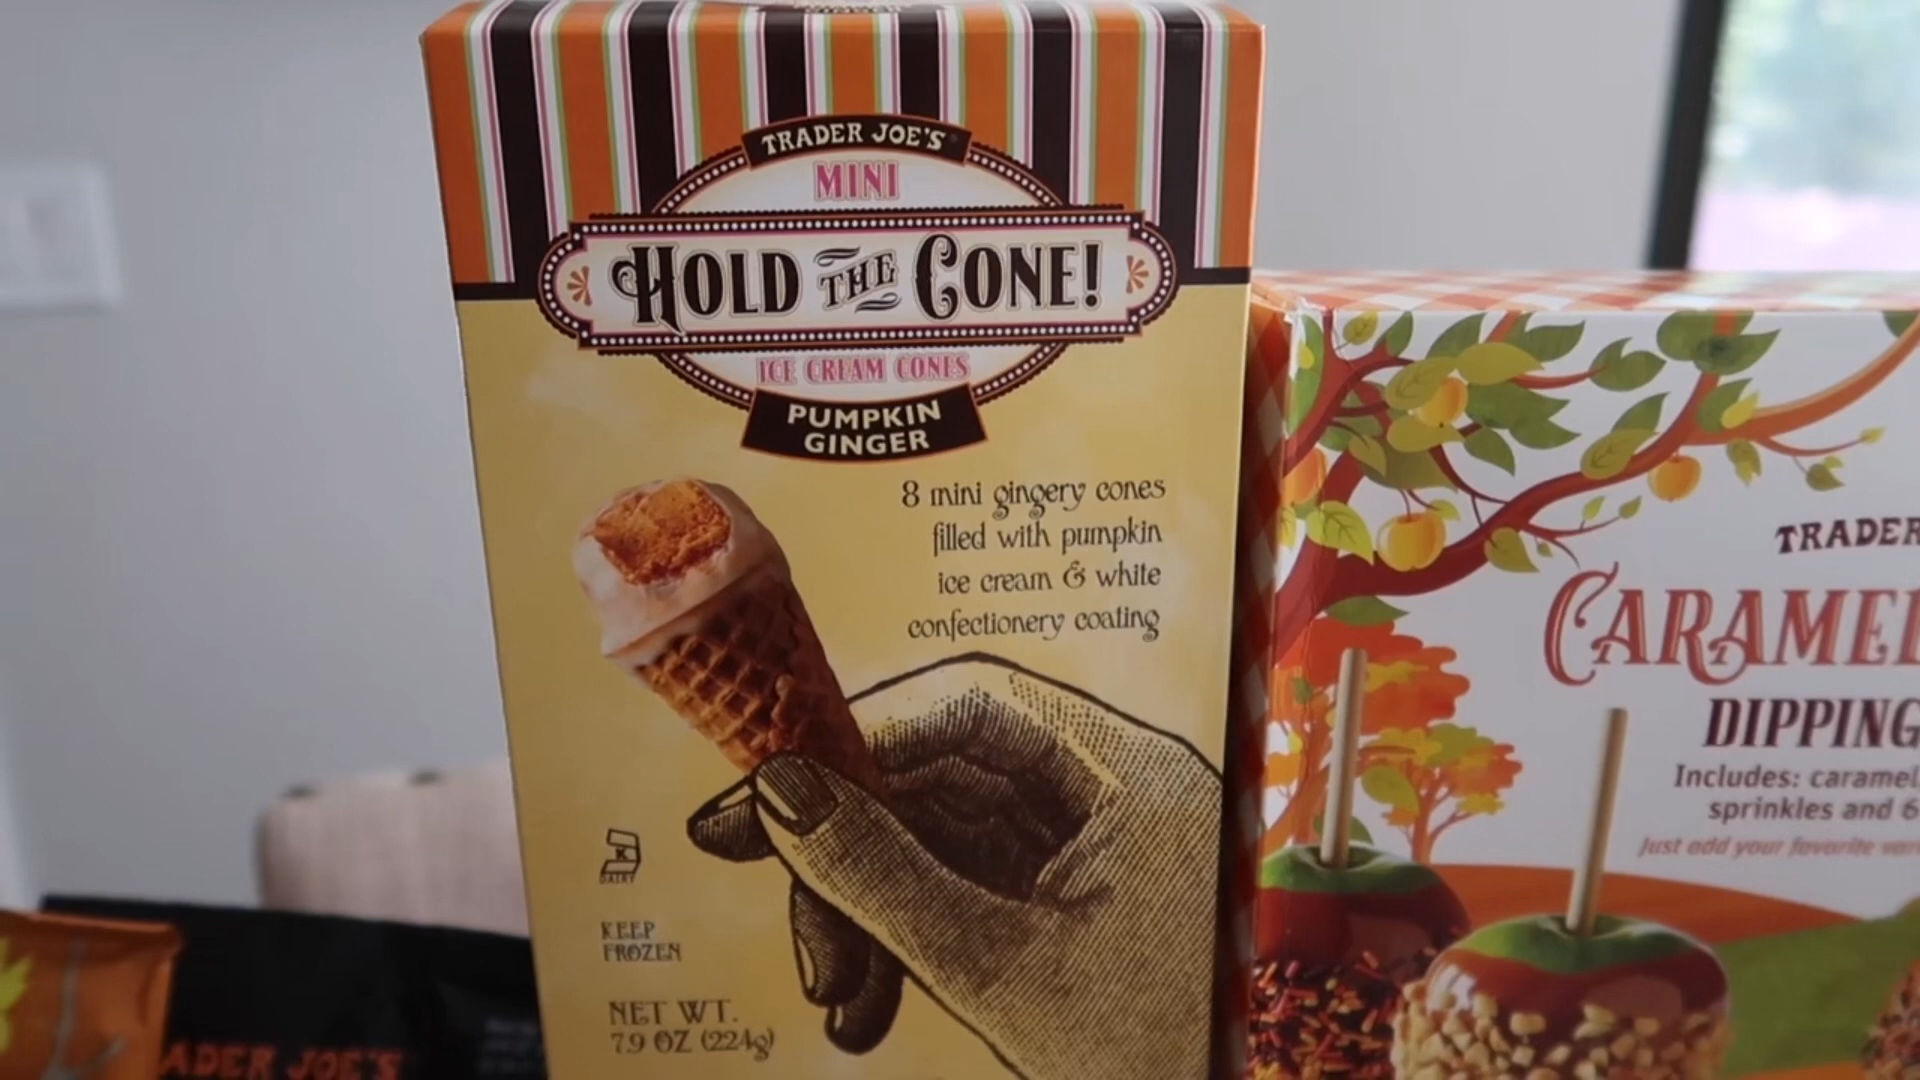 TRADER JOE'S
MINI
HOLD THE CONE!
ICE CREAM CONES
PUMPKIN
GINGER
8 mini gingery cones
filled with pumpkin
ice cream & white
confectionery coating
K
DAIRY
KEEP
FROZEN
NET WT.
7.9 OZ (224g)
TRADER
CARAMEL
DIPPING
Includes: caramel,
sprinkles and 6
Just add your favorite
ADER JOE'S